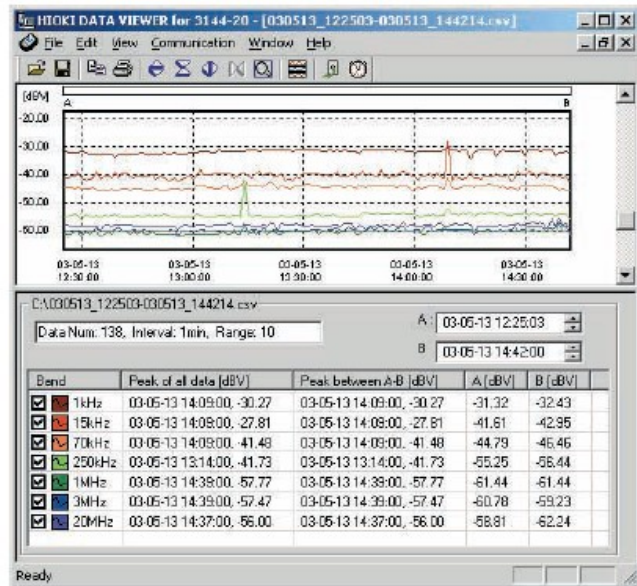 HIOKI DATA VIEWER for 3144-20 - [030513_122503-030513_144214.csv]
File Edit View Communication Window Help
[dBV]
A B
-20.00
-30.00
-40.00
-50.00
-60.00
03-05-13 03-05-13 03-05-13 03-05-13 03-05-13
12:30:00 13:00:00 13:30:00 14:00:00 14:30:00
C:\030513_122503-030513_144214.csv
Data Num: 138, Interval: 1min, Range: 10
A: 03-05-13 12:25:03
B 03-05-13 14:42:00
Band Peak of all data [dBV] Peak between A-B [dBV] A [dBV] B [dBV]
1kHz 03-05-13 14:09:00, -30.27 03-05-13 14:09:00, -30.27 -31.32 -32.43
15kHz 03-05-13 14:09:00, -27.81 03-05-13 14:09:00, -27.81 -41.61 -42.95
70kHz 03-05-13 14:09:00, -41.48 03-05-13 14:09:00, -41.48 -44.79 -46.46
250kHz 03-05-13 13:14:00, -41.73 03-05-13 13:14:00, -41.73 -55.25 -56.44
1MHz 03-05-13 14:39:00, -57.77 03-05-13 14:39:00, -57.77 -61.44 -61.44
3MHz 03-05-13 14:39:00, -57.47 03-05-13 14:39:00, -57.47 -60.78 -59.23
20MHz 03-05-13 14:37:00, -56.00 03-05-13 14:37:00, -56.00 -58.81 -62.24
Ready